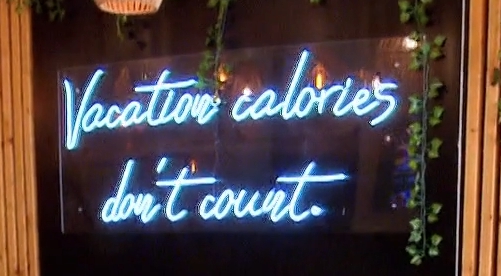 Vacation calories
don't count.